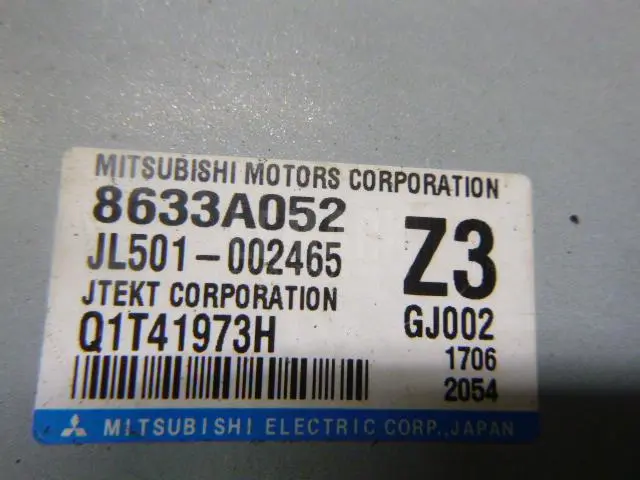 MITSUBISHI MOTORS CORPORATION
8633A052
JL501-002465
Z3
JTEKT CORPORATION
GJ002
Q1T41973H
1706
2054
MITSUBISHI ELECTRIC CORP.,JAPAN